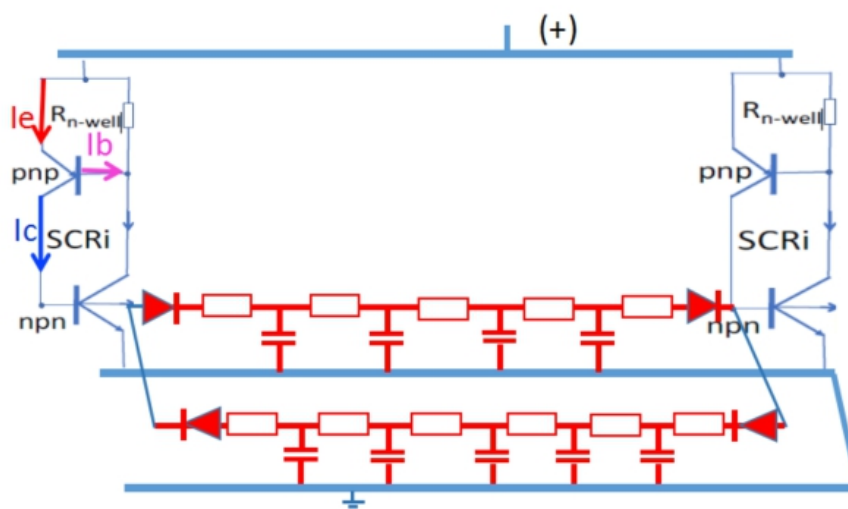 (+)
Ie
Rn-well
Ib
pnp
Ic
SCRi
npn
Rn-well
pnp
SCRi
npn